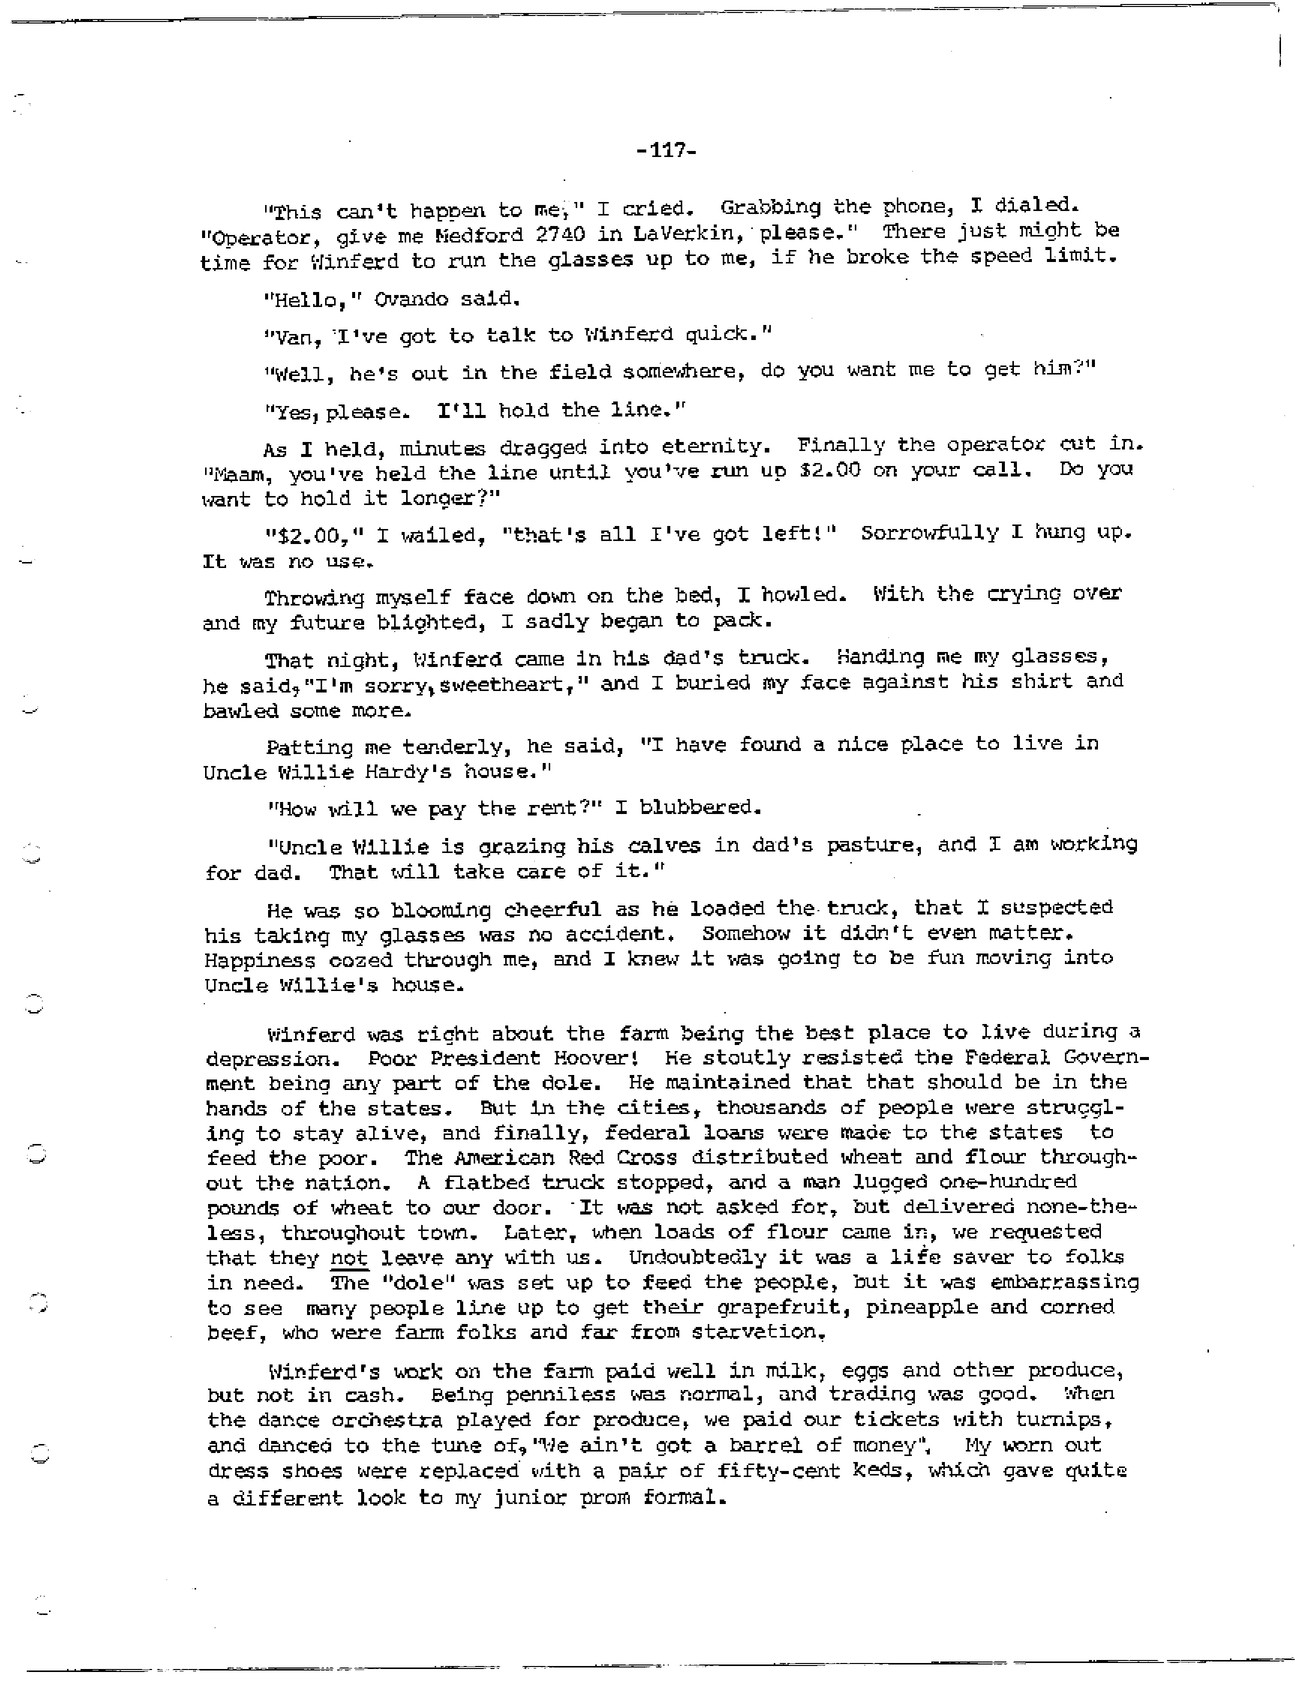 -117-
"This can't happen to me," I cried. Grabbing the phone, I dialed.
"Operator, give me Medford 2740 in LaVerkin, please." There just might be
time for Winferd to run the glasses up to me, if he broke the speed limit.
"Hello," Ovando said.
"Van, I've got to talk to Winferd quick."
"Well, he's out in the field somewhere, do you want me to get him?"
"Yes, please. I'll hold the line."
As I held, minutes dragged into eternity. Finally the operator cut in.
"Maam, you've held the line until you've run up $2.00 on your call. Do you
want to hold it longer?"
"$2.00," I wailed, "that's all I've got left!" Sorrowfully I hung up.
It was no use.
Throwing myself face down on the bed, I howled. With the crying over
and my future blighted, I sadly began to pack.
That night, Winferd came in his dad's truck. Handing me my glasses,
he said, "I'm sorry, sweetheart," and I buried my face against his shirt and
bawled some more.
Patting me tenderly, he said, "I have found a nice place to live in
Uncle Willie Hardy's house."
"How will we pay the rent?" I blubbered.
"Uncle Willie is grazing his calves in dad's pasture, and I am working
for dad. That will take care of it."
He was so blooming cheerful as he loaded the truck, that I suspected
his taking my glasses was no accident. Somehow it didn't even matter.
Happiness oozed through me, and I knew it was going to be fun moving into
Uncle Willie's house.
Winferd was right about the farm being the best place to live during a
depression. Poor President Hoover! He stoutly resisted the Federal Govern-
ment being any part of the dole. He maintained that that should be in the
hands of the states. But in the cities, thousands of people were struggl-
ing to stay alive, and finally, federal loans were made to the states to
feed the poor. The American Red Cross distributed wheat and flour through-
out the nation. A flatbed truck stopped, and a man lugged one-hundred
pounds of wheat to our door. It was not asked for, but delivered none-the-
less, throughout town. Later, when loads of flour came in, we requested
that they not leave any with us. Undoubtedly it was a life saver to folks
in need. The "dole" was set up to feed the people, but it was embarrassing
to see many people line up to get their grapefruit, pineapple and corned
beef, who were farm folks and far from starvation.
Winferd's work on the farm paid well in milk, eggs and other produce,
but not in cash. Being penniless was normal, and trading was good. When
the dance orchestra played for produce, we paid our tickets with turnips,
and danced to the tune of, "We ain't got a barrel of money". My worn out
dress shoes were replaced with a pair of fifty-cent keds, which gave quite
a different look to my junior prom formal.